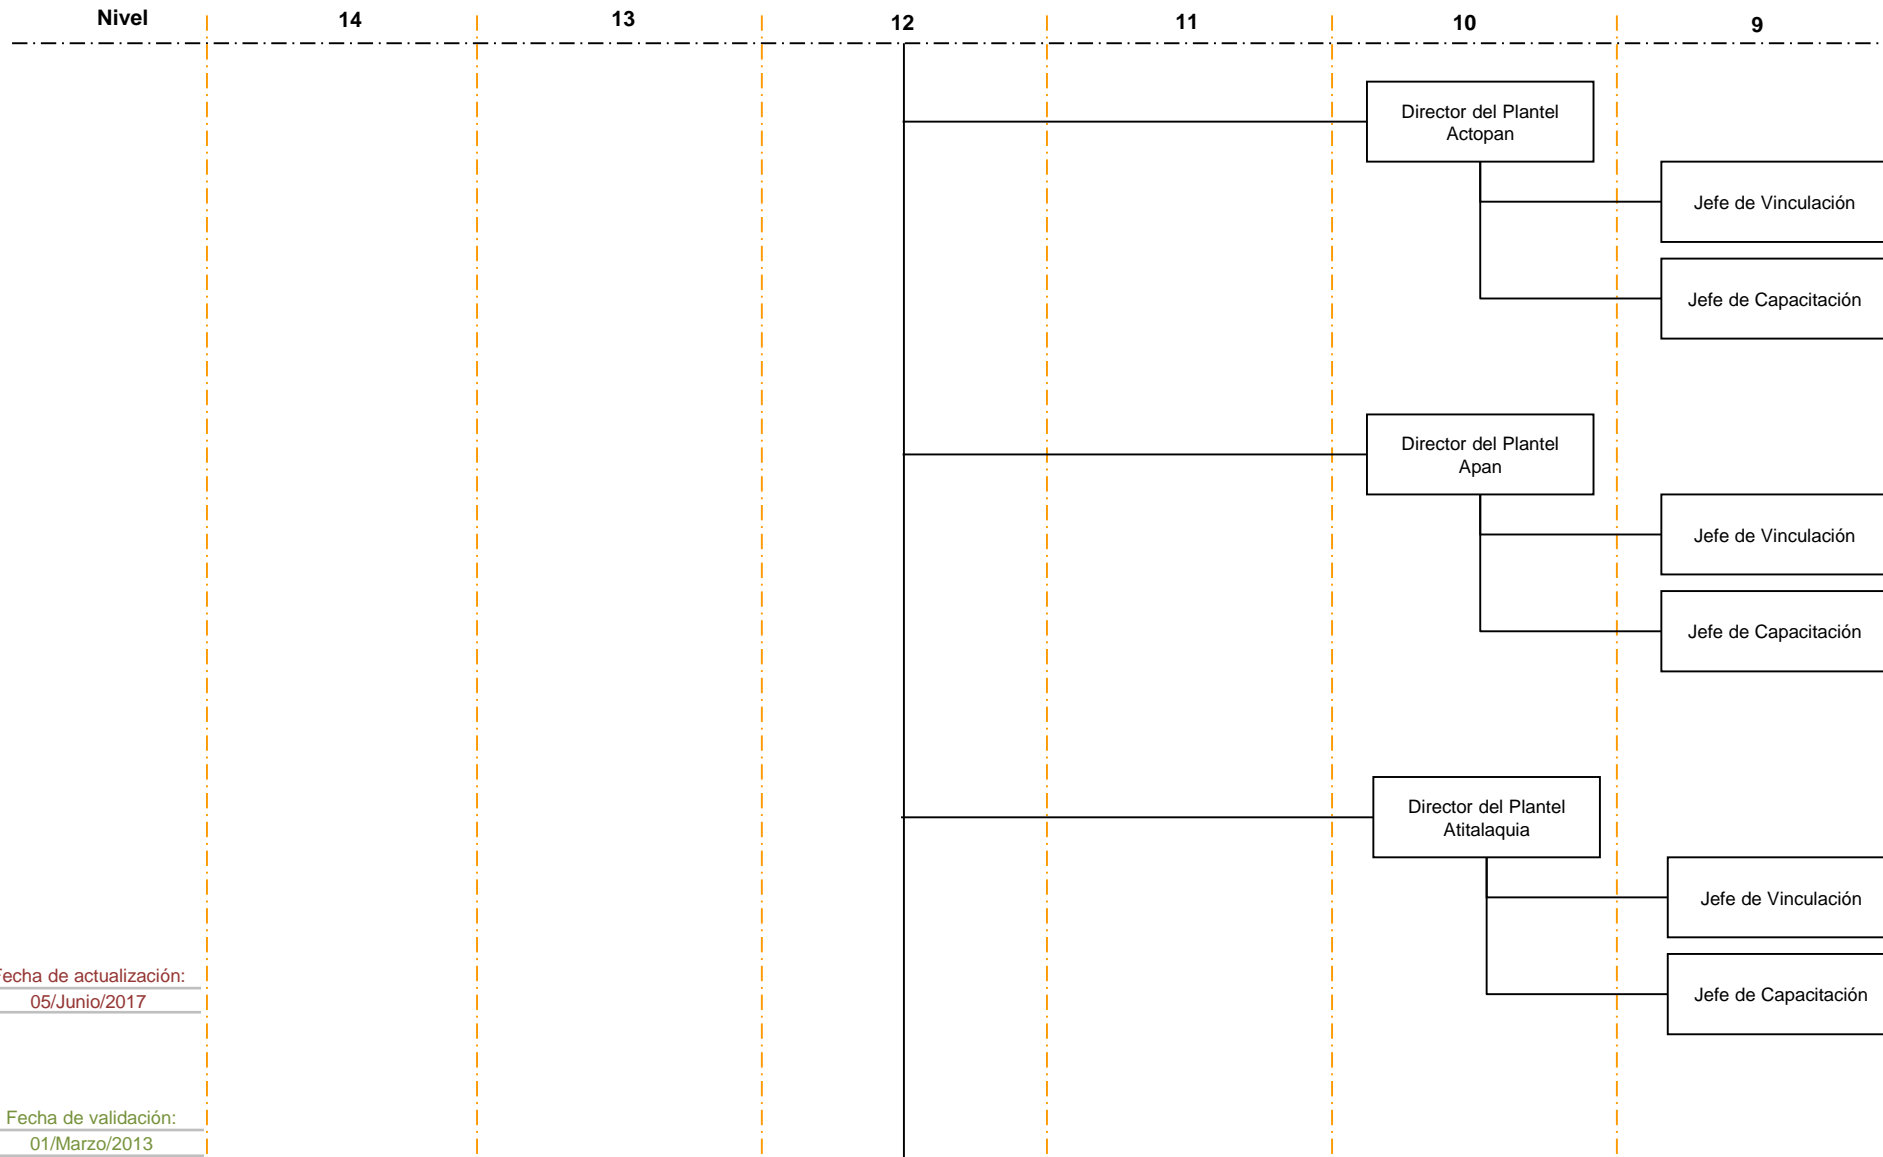 Nivel 14 13 12 11 10 9
Director del Plantel
Actopan
Jefe de Vinculación
Jefe de Capacitación
Director del Plantel
Apan
Jefe de Vinculación
Jefe de Capacitación
Director del Plantel
Atitalaquia
Jefe de Vinculación
Jefe de Capacitación
Fecha de actualización:
05/Junio/2017
Fecha de validación:
01/Marzo/2013